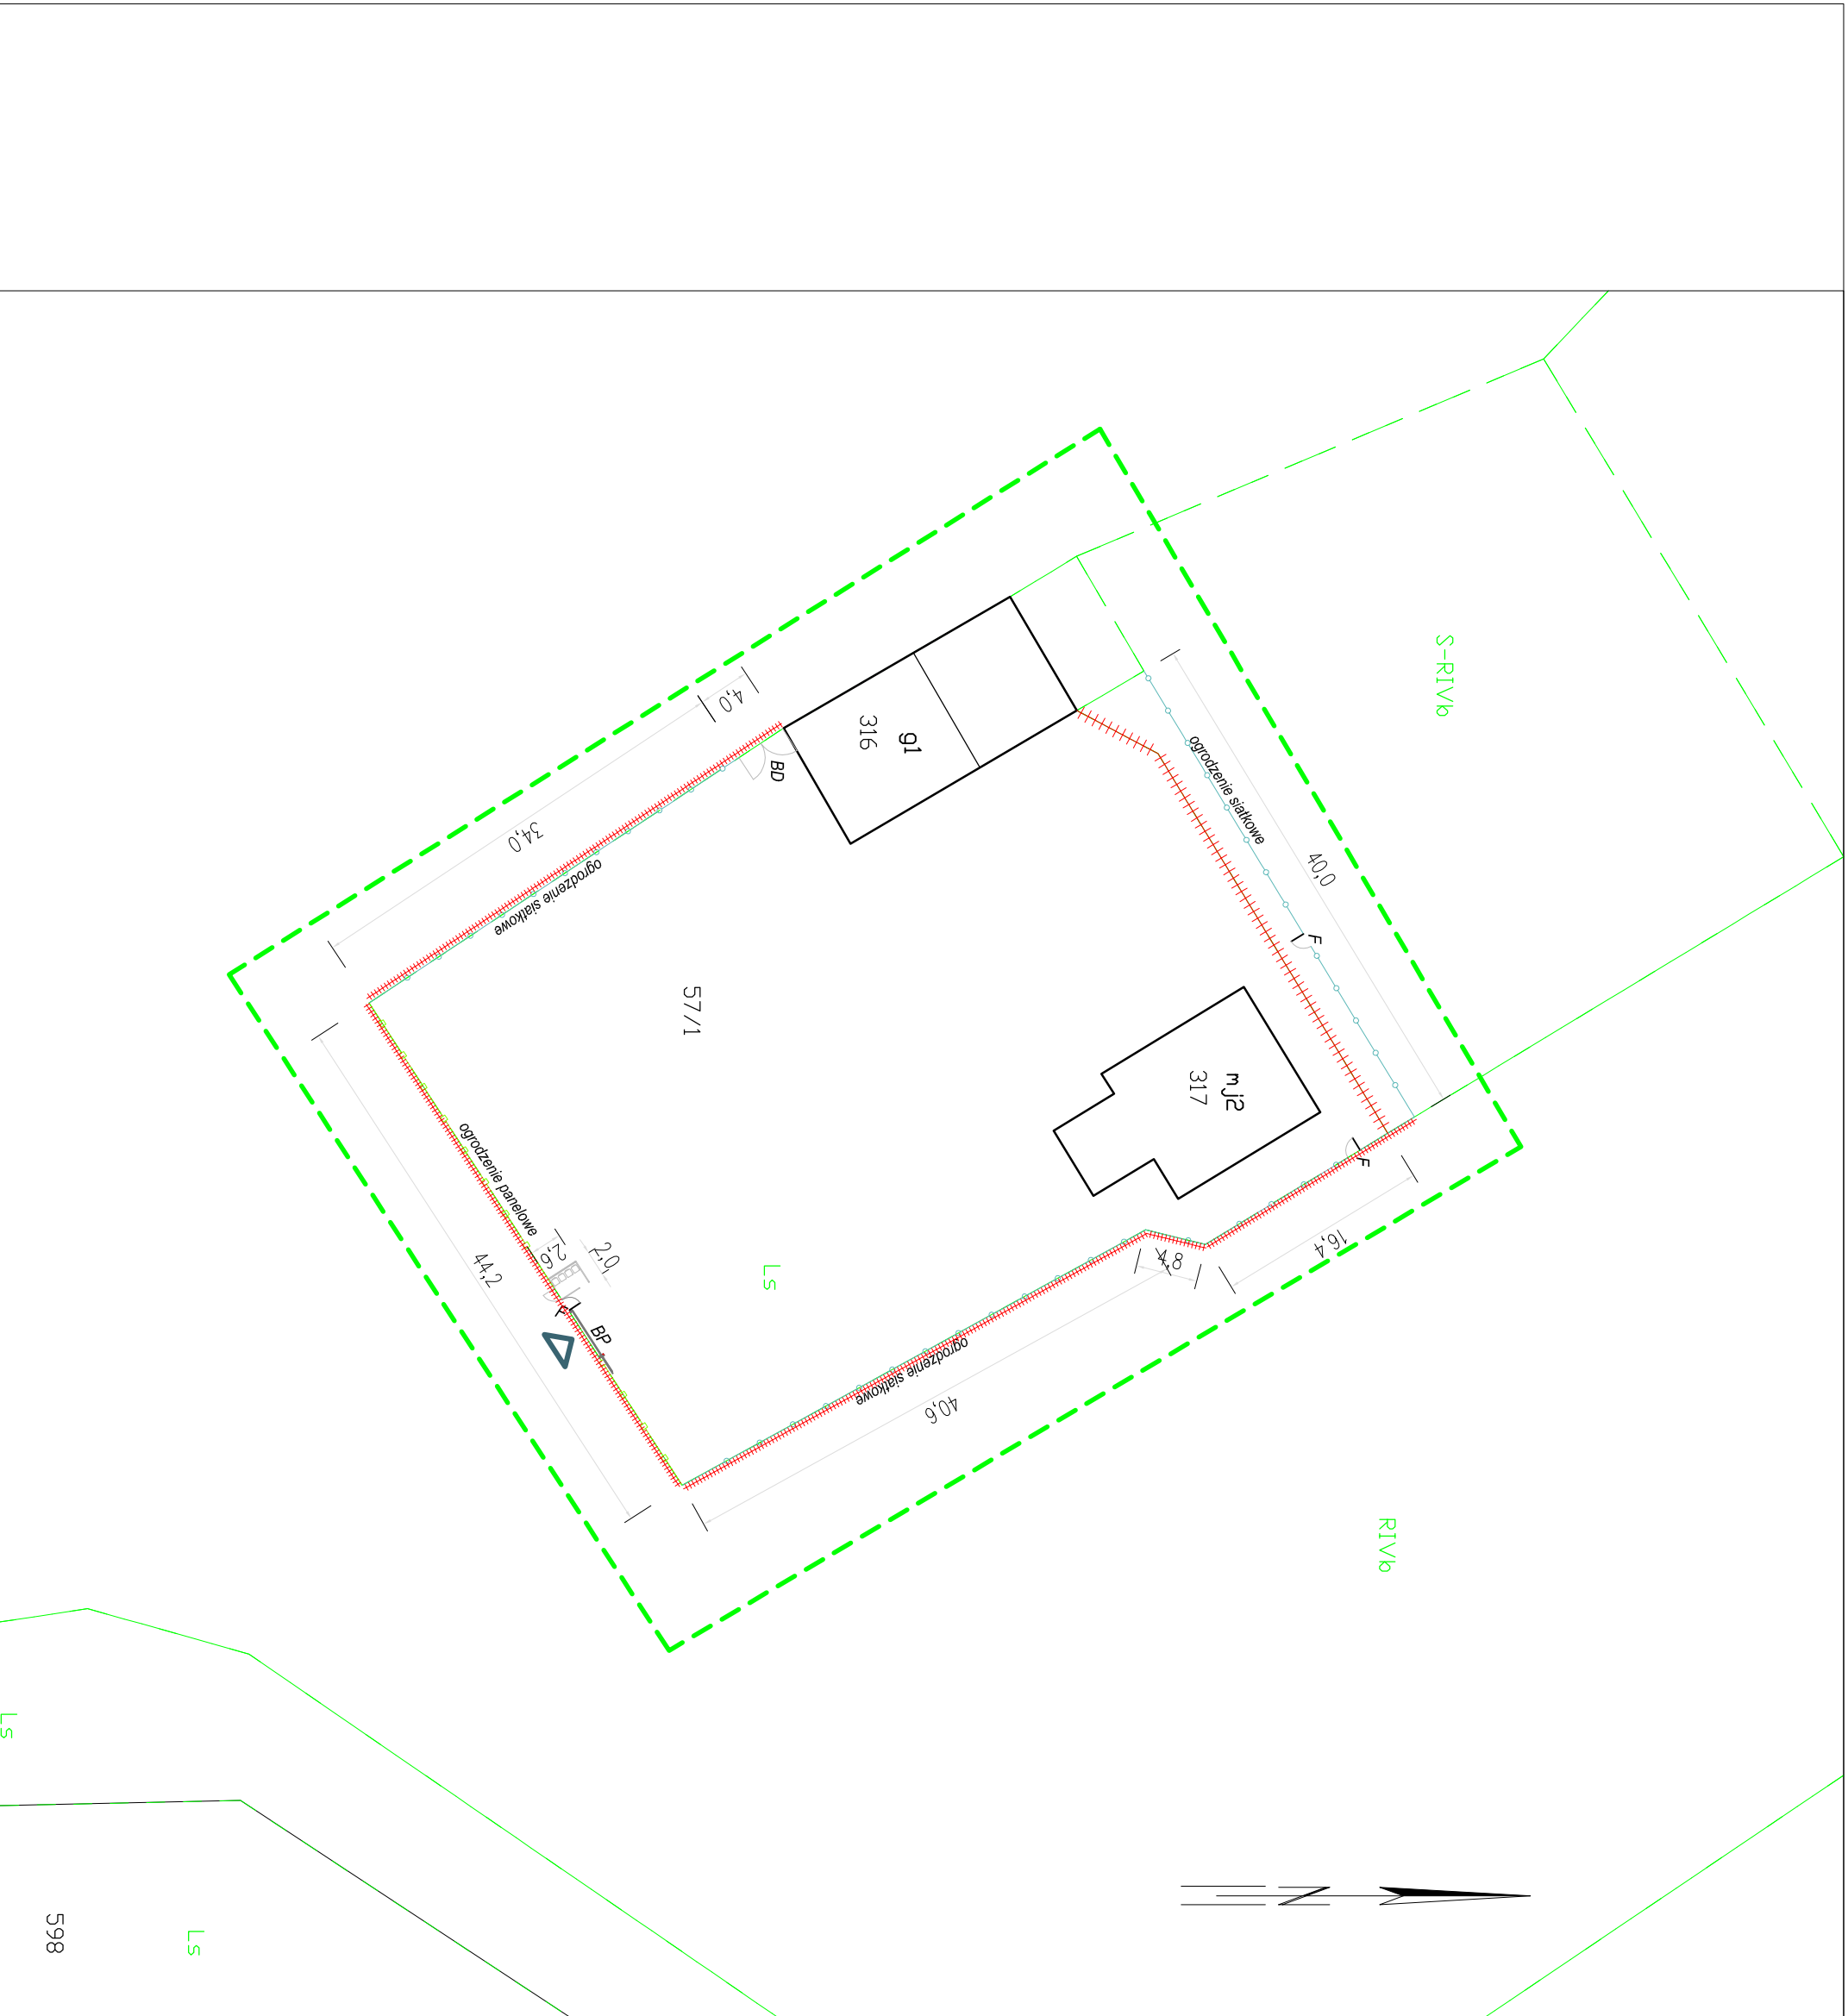 S-RIVb
ogrodzenie siatkowe
40,0
F
g1
316
4,0
BD
34,0
ogrodzenie siatkowe
57/1
mj2
317
F
16,4
4,8
ogrodzenie panelowe
2,6
2,0
44,2
F
BP
Ls
ogrodzenie siatkowe
40,6
RIVb
Ls
598
Ls
N